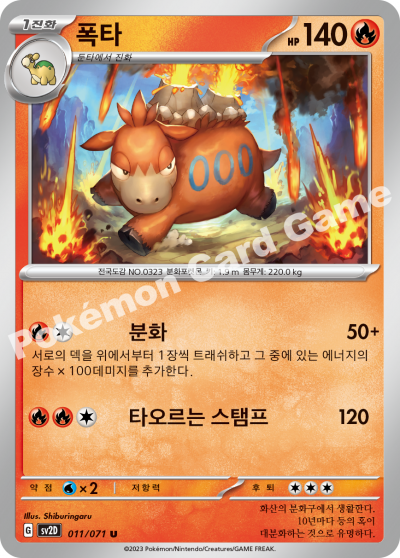 1진화
폭타
HP 140
둔타에서 진화
전국도감 NO.0323 분화포켓몬 키: 1.9 m 몸무게: 220.0 kg
분화 50+
서로의 덱을 위에서부터 1장씩 트래쉬하고 그 중에 있는 에너지의
장수 × 100데미지를 추가한다.
타오르는 스탬프 120
약점 ×2 저항력 후퇴
Illus. Shiburingaru
G SV2D 011/071 U
화산의 분화구에서 생활한다.
10년마다 등의 혹이
대분화하는 것으로 유명하다.
©2023 Pokémon/Nintendo/Creatures/GAME FREAK.
Pokémon Card Game